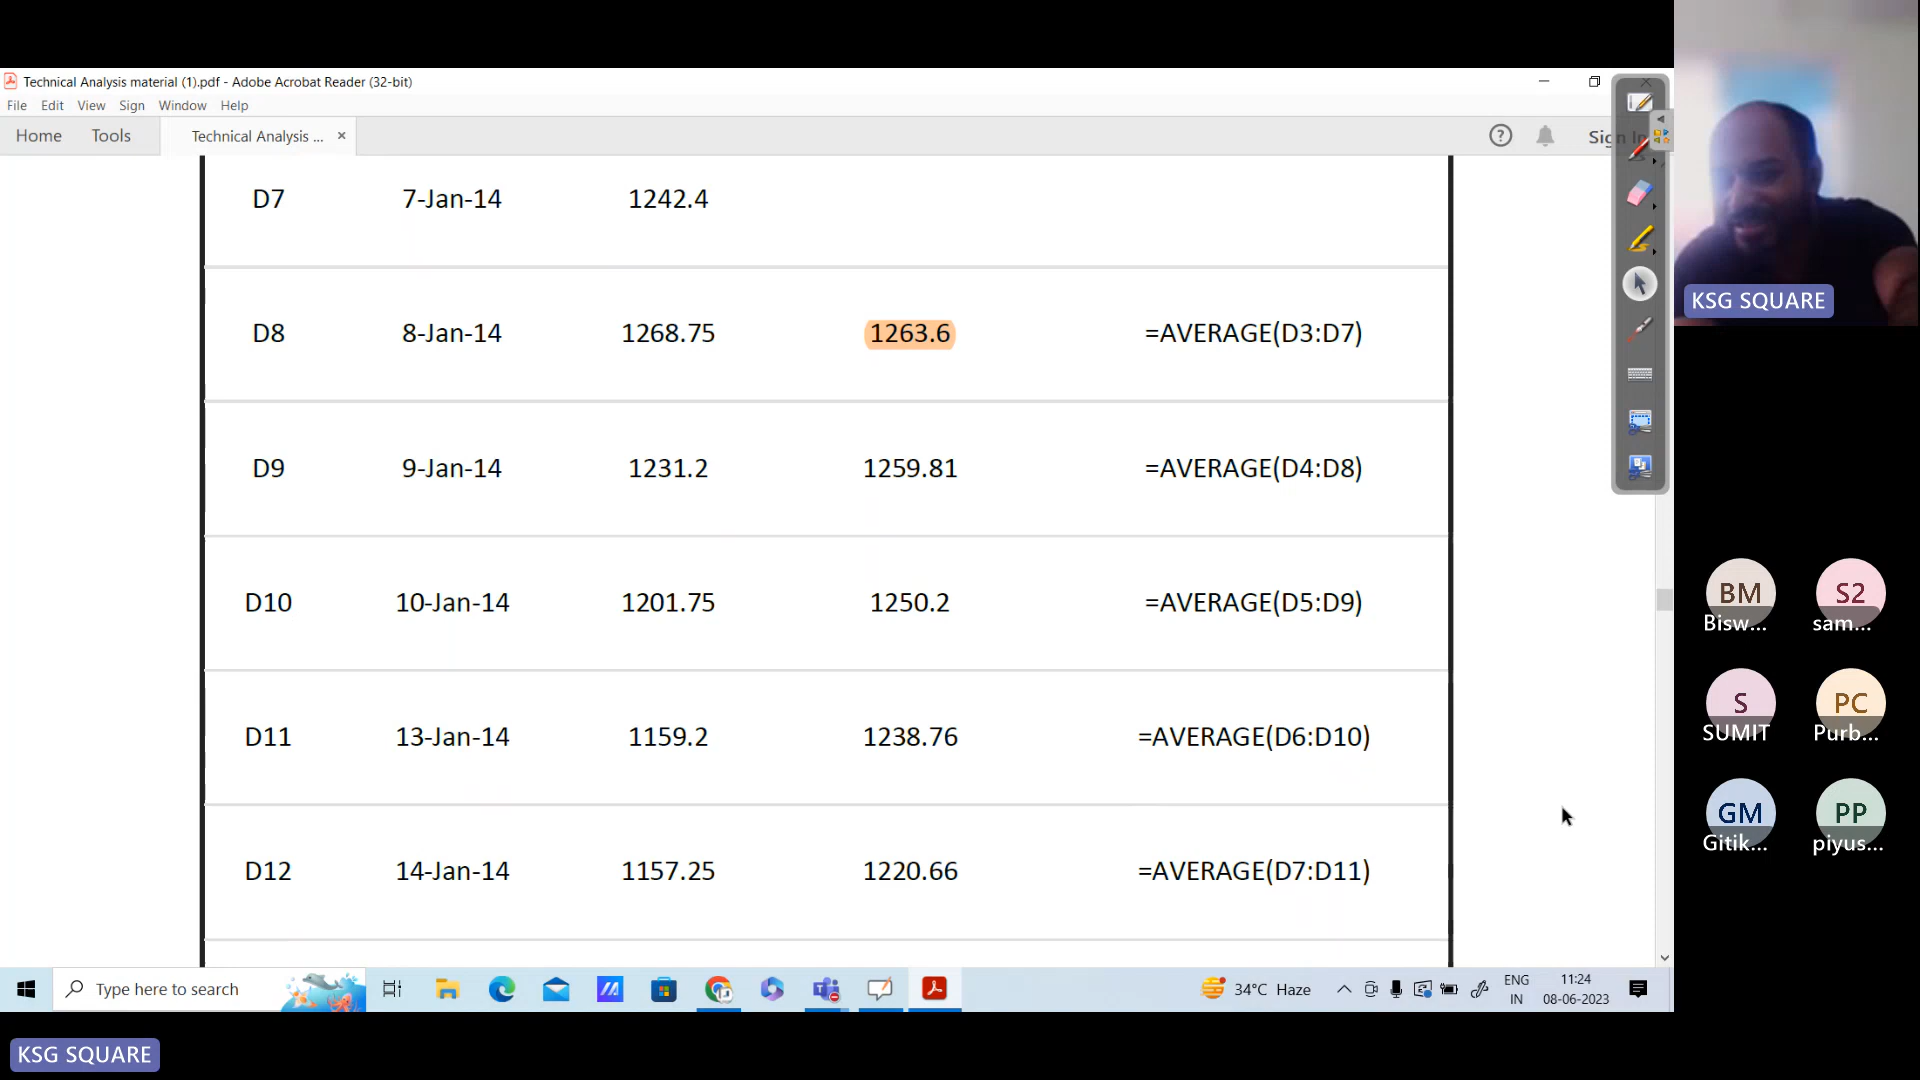 Technical Analysis material (1).pdf - Adobe Acrobat Reader (32-bit)
File Edit View Sign Window Help
Home Tools Technical Analysis ... × Sign In
D7 7-Jan-14 1242.4
D8 8-Jan-14 1268.75 1263.6 =AVERAGE(D3:D7)
D9 9-Jan-14 1231.2 1259.81 =AVERAGE(D4:D8)
D10 10-Jan-14 1201.75 1250.2 =AVERAGE(D5:D9)
D11 13-Jan-14 1159.2 1238.76 =AVERAGE(D6:D10)
D12 14-Jan-14 1157.25 1220.66 =AVERAGE(D7:D11)
KSG SQUARE
BM S2
Bisw... sam...
S PC
SUMIT Purb...
GM PP
Gitik... piyus...
Type here to search
34°C Haze
ENG
IN
11:24
08-06-2023
KSG SQUARE